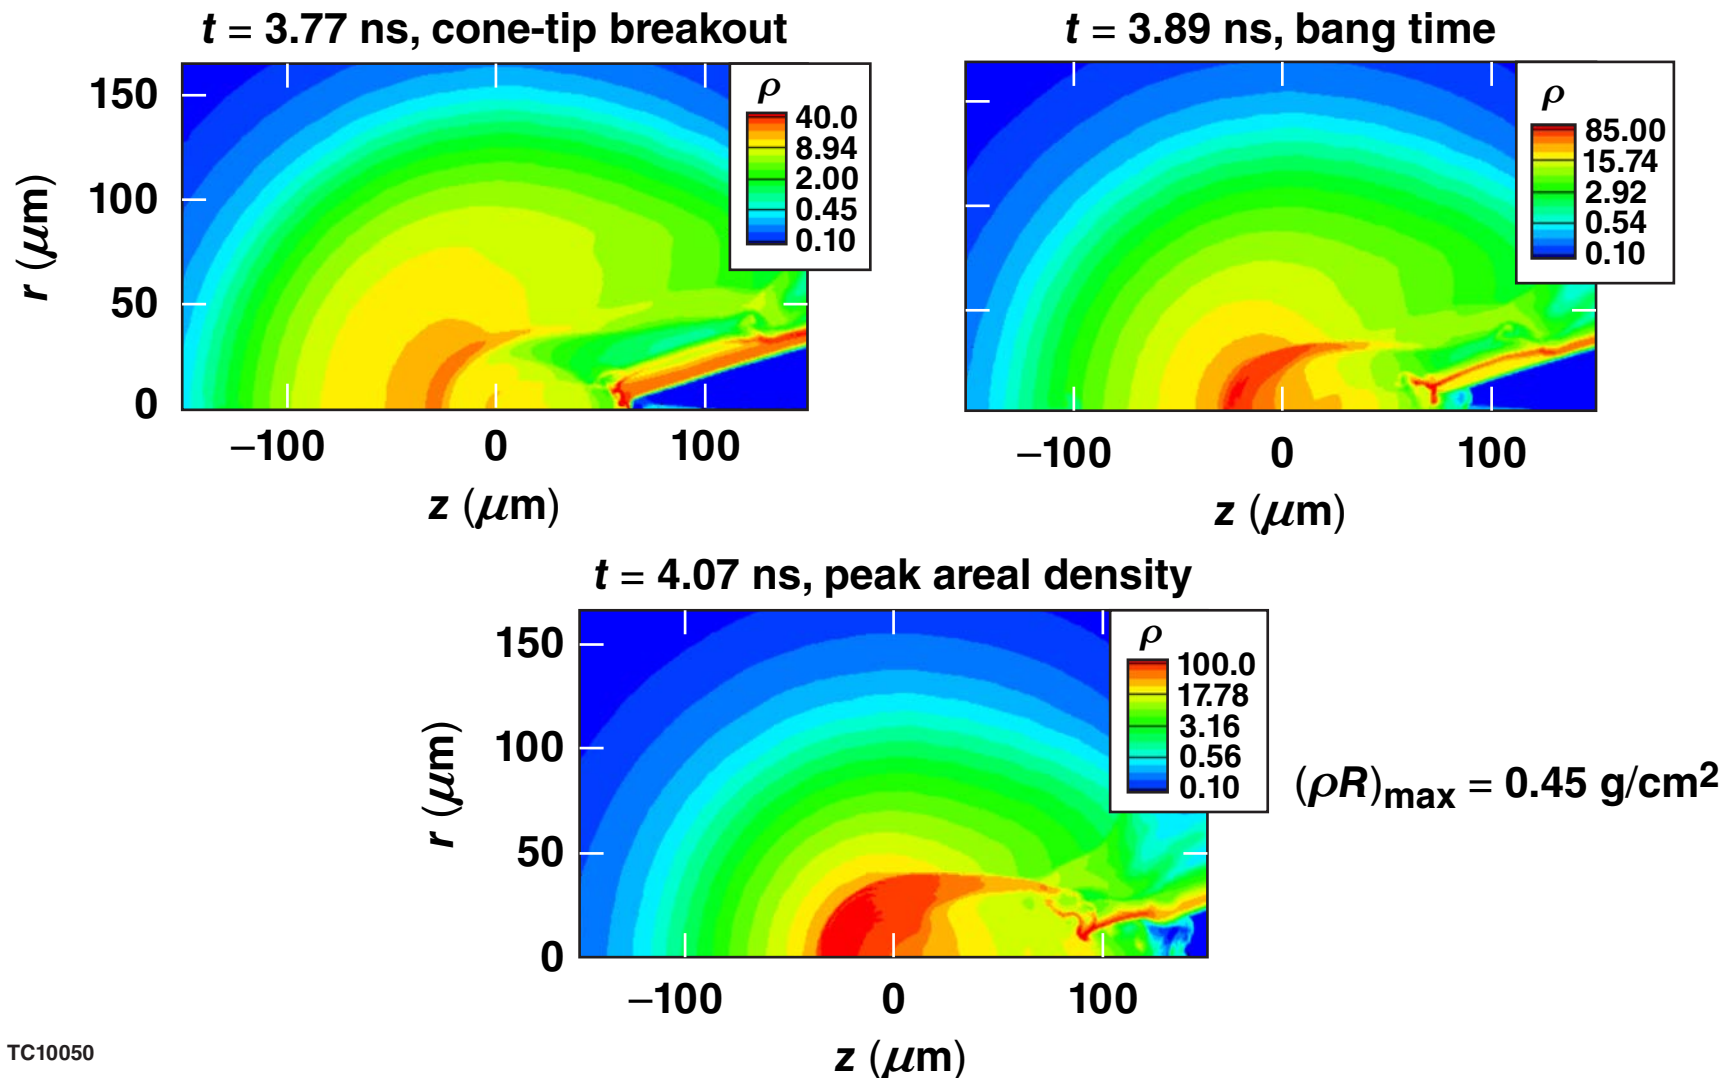 t = 3.77 ns, cone-tip breakout
ρ
40.0
8.94
2.00
0.45
0.10
150
100
50
0
r (μm)
–100 0 100
z (μm)
t = 3.89 ns, bang time
ρ
85.00
15.74
2.92
0.54
0.10
–100 0 100
z (μm)
t = 4.07 ns, peak areal density
ρ
100.0
17.78
3.16
0.56
0.10
150
100
50
0
r (μm)
–100 0 100
z (μm)
(ρR)max = 0.45 g/cm2
TC10050